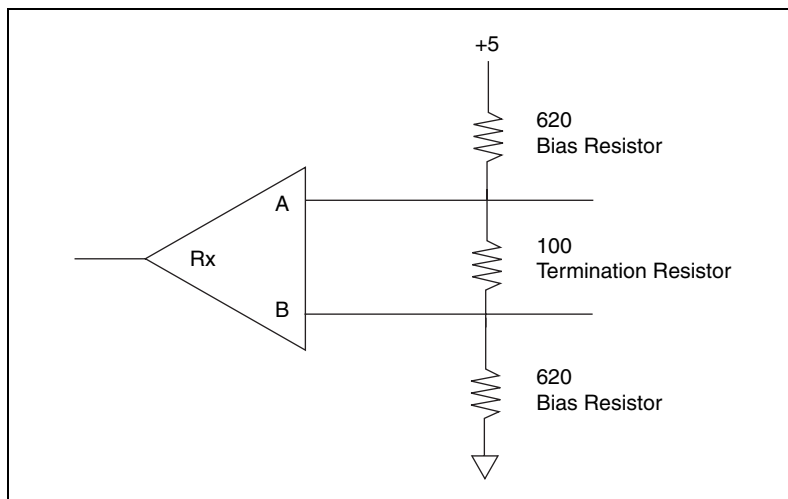 +5
620
Bias Resistor
A
Rx
100
Termination Resistor
B
620
Bias Resistor